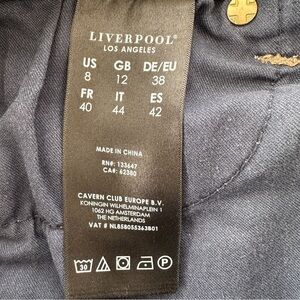 LIVERPOOL®
LOS ANGELES
US GB DE/EU
8 12 38
FR IT ES
40 44 42
MADE IN CHINA
RN#: 133647
CA#: 62380
CAVERN CLUB EUROPE B.V.
KONINGIN WILHELMINAPLEIN 1
1062 HG AMSTERDAM
THE NETHERLANDS
VAT # NL858055363B01
30 P